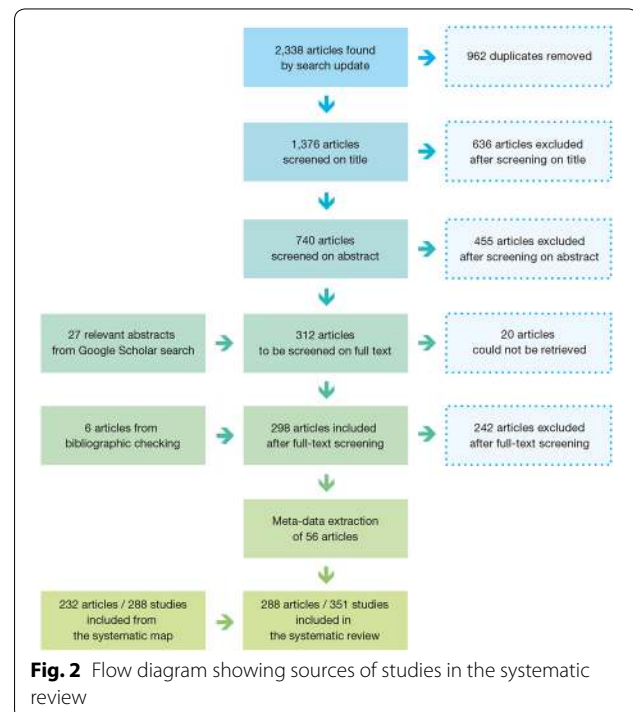 2,338 articles found
by search update
962 duplicates removed
1,376 articles
screened on title
636 articles excluded
after screening on title
740 articles
screened on abstract
455 articles excluded
after screening on abstract
27 relevant abstracts
from Google Scholar search
312 articles
to be screened on full text
20 articles
could not be retrieved
6 articles from
bibliographic checking
298 articles included
after full-text screening
242 articles excluded
after full-text screening
Meta-data extraction
of 56 articles
232 articles / 288 studies
included from
the systematic map
288 articles / 351 studies
included in
the systematic review
Fig. 2 Flow diagram showing sources of studies in the systematic
review